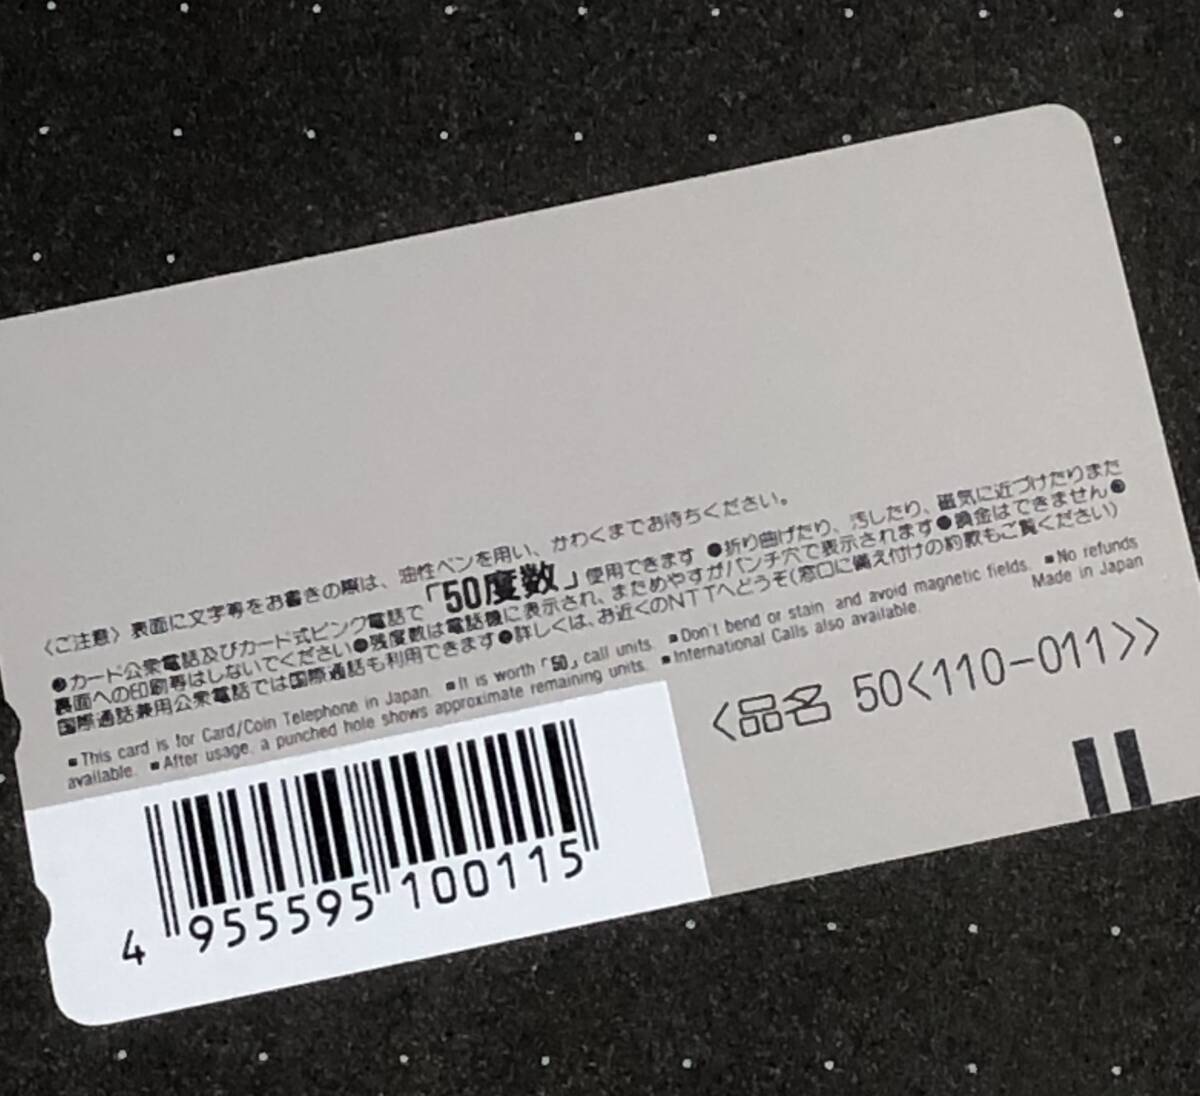 〈ご注意〉表面に文字等をお書きの際は、油性ペンを用い、かわくまでお待ちください。
●カード公衆電話及びカード式ピンク電話で「50度数」使用できます ●折り曲げたり、汚したり、磁気に近づけたりまた
裏面への印刷等はしないでください●残度数は電話機に表示され、まためやすがパンチ穴で表示されます●換金はできません●
国際通話兼用公衆電話では国際通話も利用できます●詳しくは、お近くのNTTへどうぞ(窓口に備え付けの約款もご覧ください)
■This card is for Card/Coin Telephone in Japan. ■It is worth「50」call units. ■Don't bend or stain, and avoid magnetic fields. ■No refunds
available. ■After usage, a punched hole shows approximate remaining units. ■International Calls also available. Made in Japan
〈品名 50〈110-011〉〉
4 955595 100115